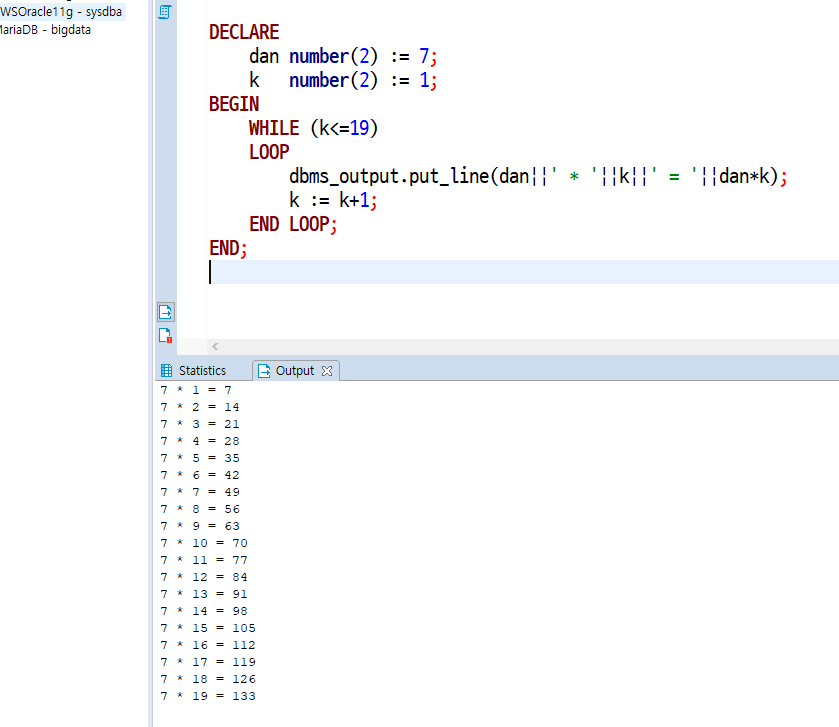 WSOracle11g - sysdba
MariaDB - bigdata
DECLARE
    dan number(2) := 7;
    k   number(2) := 1;
BEGIN
    WHILE (k<=19)
    LOOP
        dbms_output.put_line(dan||' * '||k||' = '||dan*k);
        k := k+1;
    END LOOP;
END;
<
Statistics
Output
7 * 1 = 7
7 * 2 = 14
7 * 3 = 21
7 * 4 = 28
7 * 5 = 35
7 * 6 = 42
7 * 7 = 49
7 * 8 = 56
7 * 9 = 63
7 * 10 = 70
7 * 11 = 77
7 * 12 = 84
7 * 13 = 91
7 * 14 = 98
7 * 15 = 105
7 * 16 = 112
7 * 17 = 119
7 * 18 = 126
7 * 19 = 133